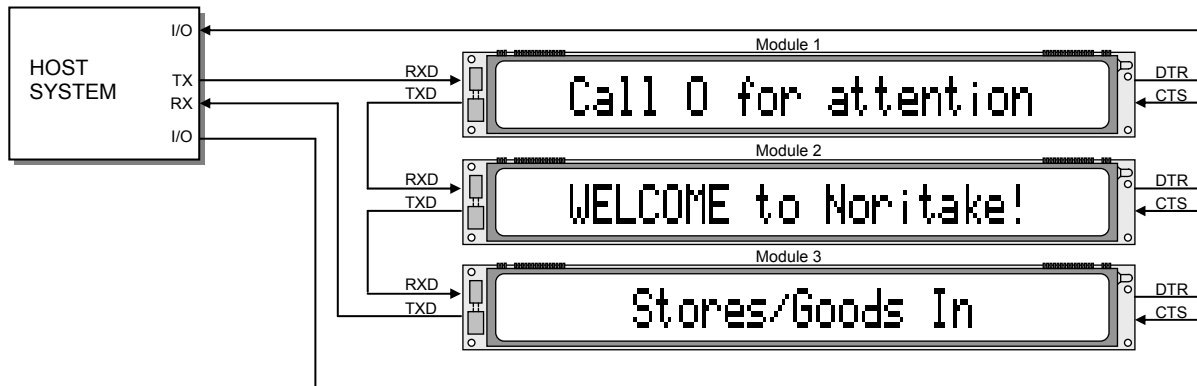 I/O
HOST
SYSTEM
TX
RX
I/O
Module 1
RXD
TXD
Call 0 for attention
DTR
CTS
Module 2
RXD
TXD
WELCOME to Noritake!
DTR
CTS
Module 3
RXD
TXD
Stores/Goods In
DTR
CTS